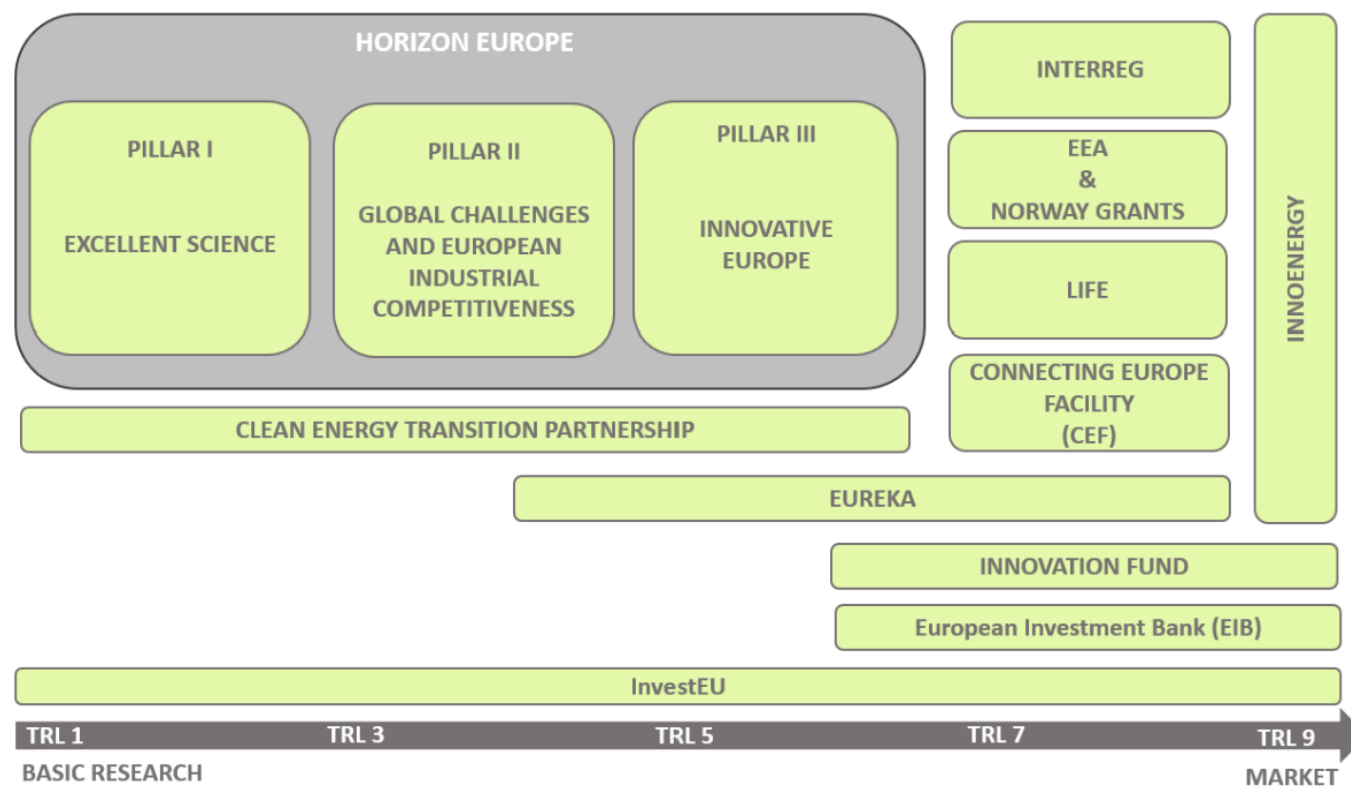 HORIZON EUROPE
PILLAR I
EXCELLENT SCIENCE
PILLAR II
GLOBAL CHALLENGES
AND EUROPEAN
INDUSTRIAL
COMPETITIVENESS
PILLAR III
INNOVATIVE
EUROPE
INTERREG
EEA
&
NORWAY GRANTS
LIFE
CONNECTING EUROPE
FACILITY
(CEF)
INNOENERGY
CLEAN ENERGY TRANSITION PARTNERSHIP
EUREKA
INNOVATION FUND
European Investment Bank (EIB)
InvestEU
TRL 1 TRL 3 TRL 5 TRL 7 TRL 9
BASIC RESEARCH MARKET